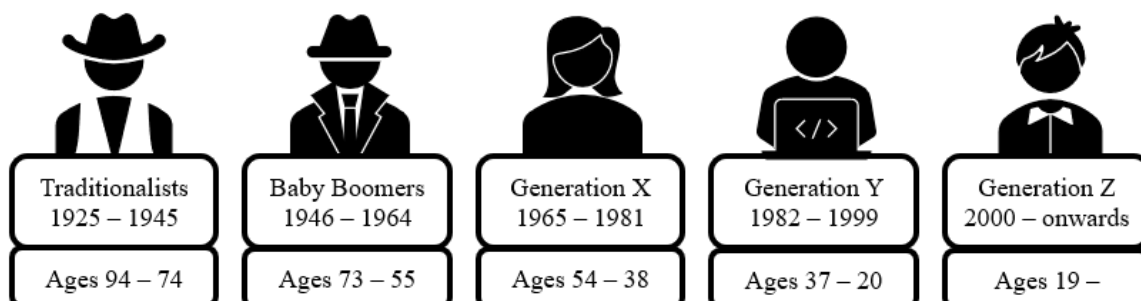 Traditionalists
1925 – 1945
Ages 94 – 74
Baby Boomers
1946 – 1964
Ages 73 – 55
Generation X
1965 – 1981
Ages 54 – 38
</>
Generation Y
1982 – 1999
Ages 37 – 20
Generation Z
2000 – onwards
Ages 19 –